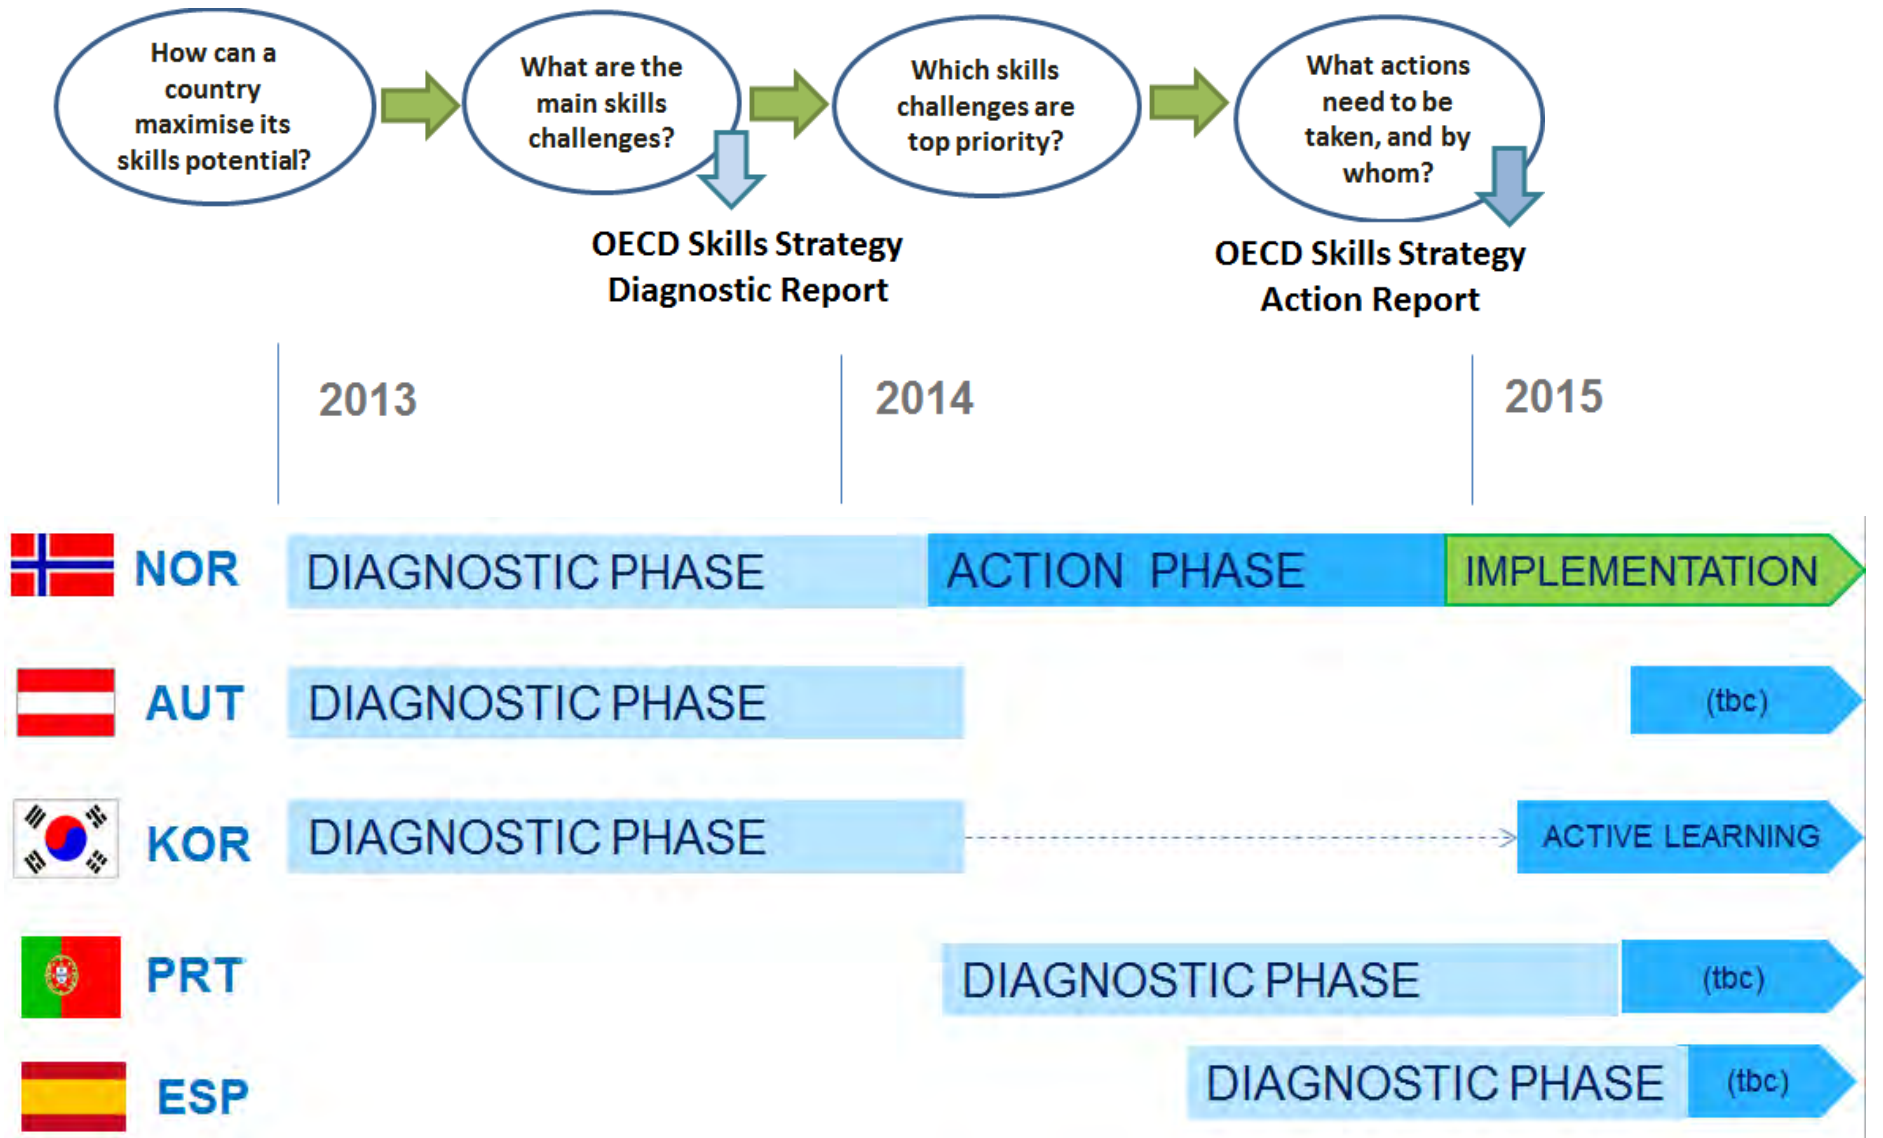 How can a
country
maximise its
skills potential?
What are the
main skills
challenges?
Which skills
challenges are
top priority?
What actions
need to be
taken, and by
whom?
OECD Skills Strategy
Diagnostic Report
OECD Skills Strategy
Action Report
2013
2014
2015
NOR
DIAGNOSTIC PHASE
ACTION PHASE
IMPLEMENTATION
AUT
DIAGNOSTIC PHASE
(tbc)
KOR
DIAGNOSTIC PHASE
ACTIVE LEARNING
PRT
DIAGNOSTIC PHASE
(tbc)
ESP
DIAGNOSTIC PHASE
(tbc)